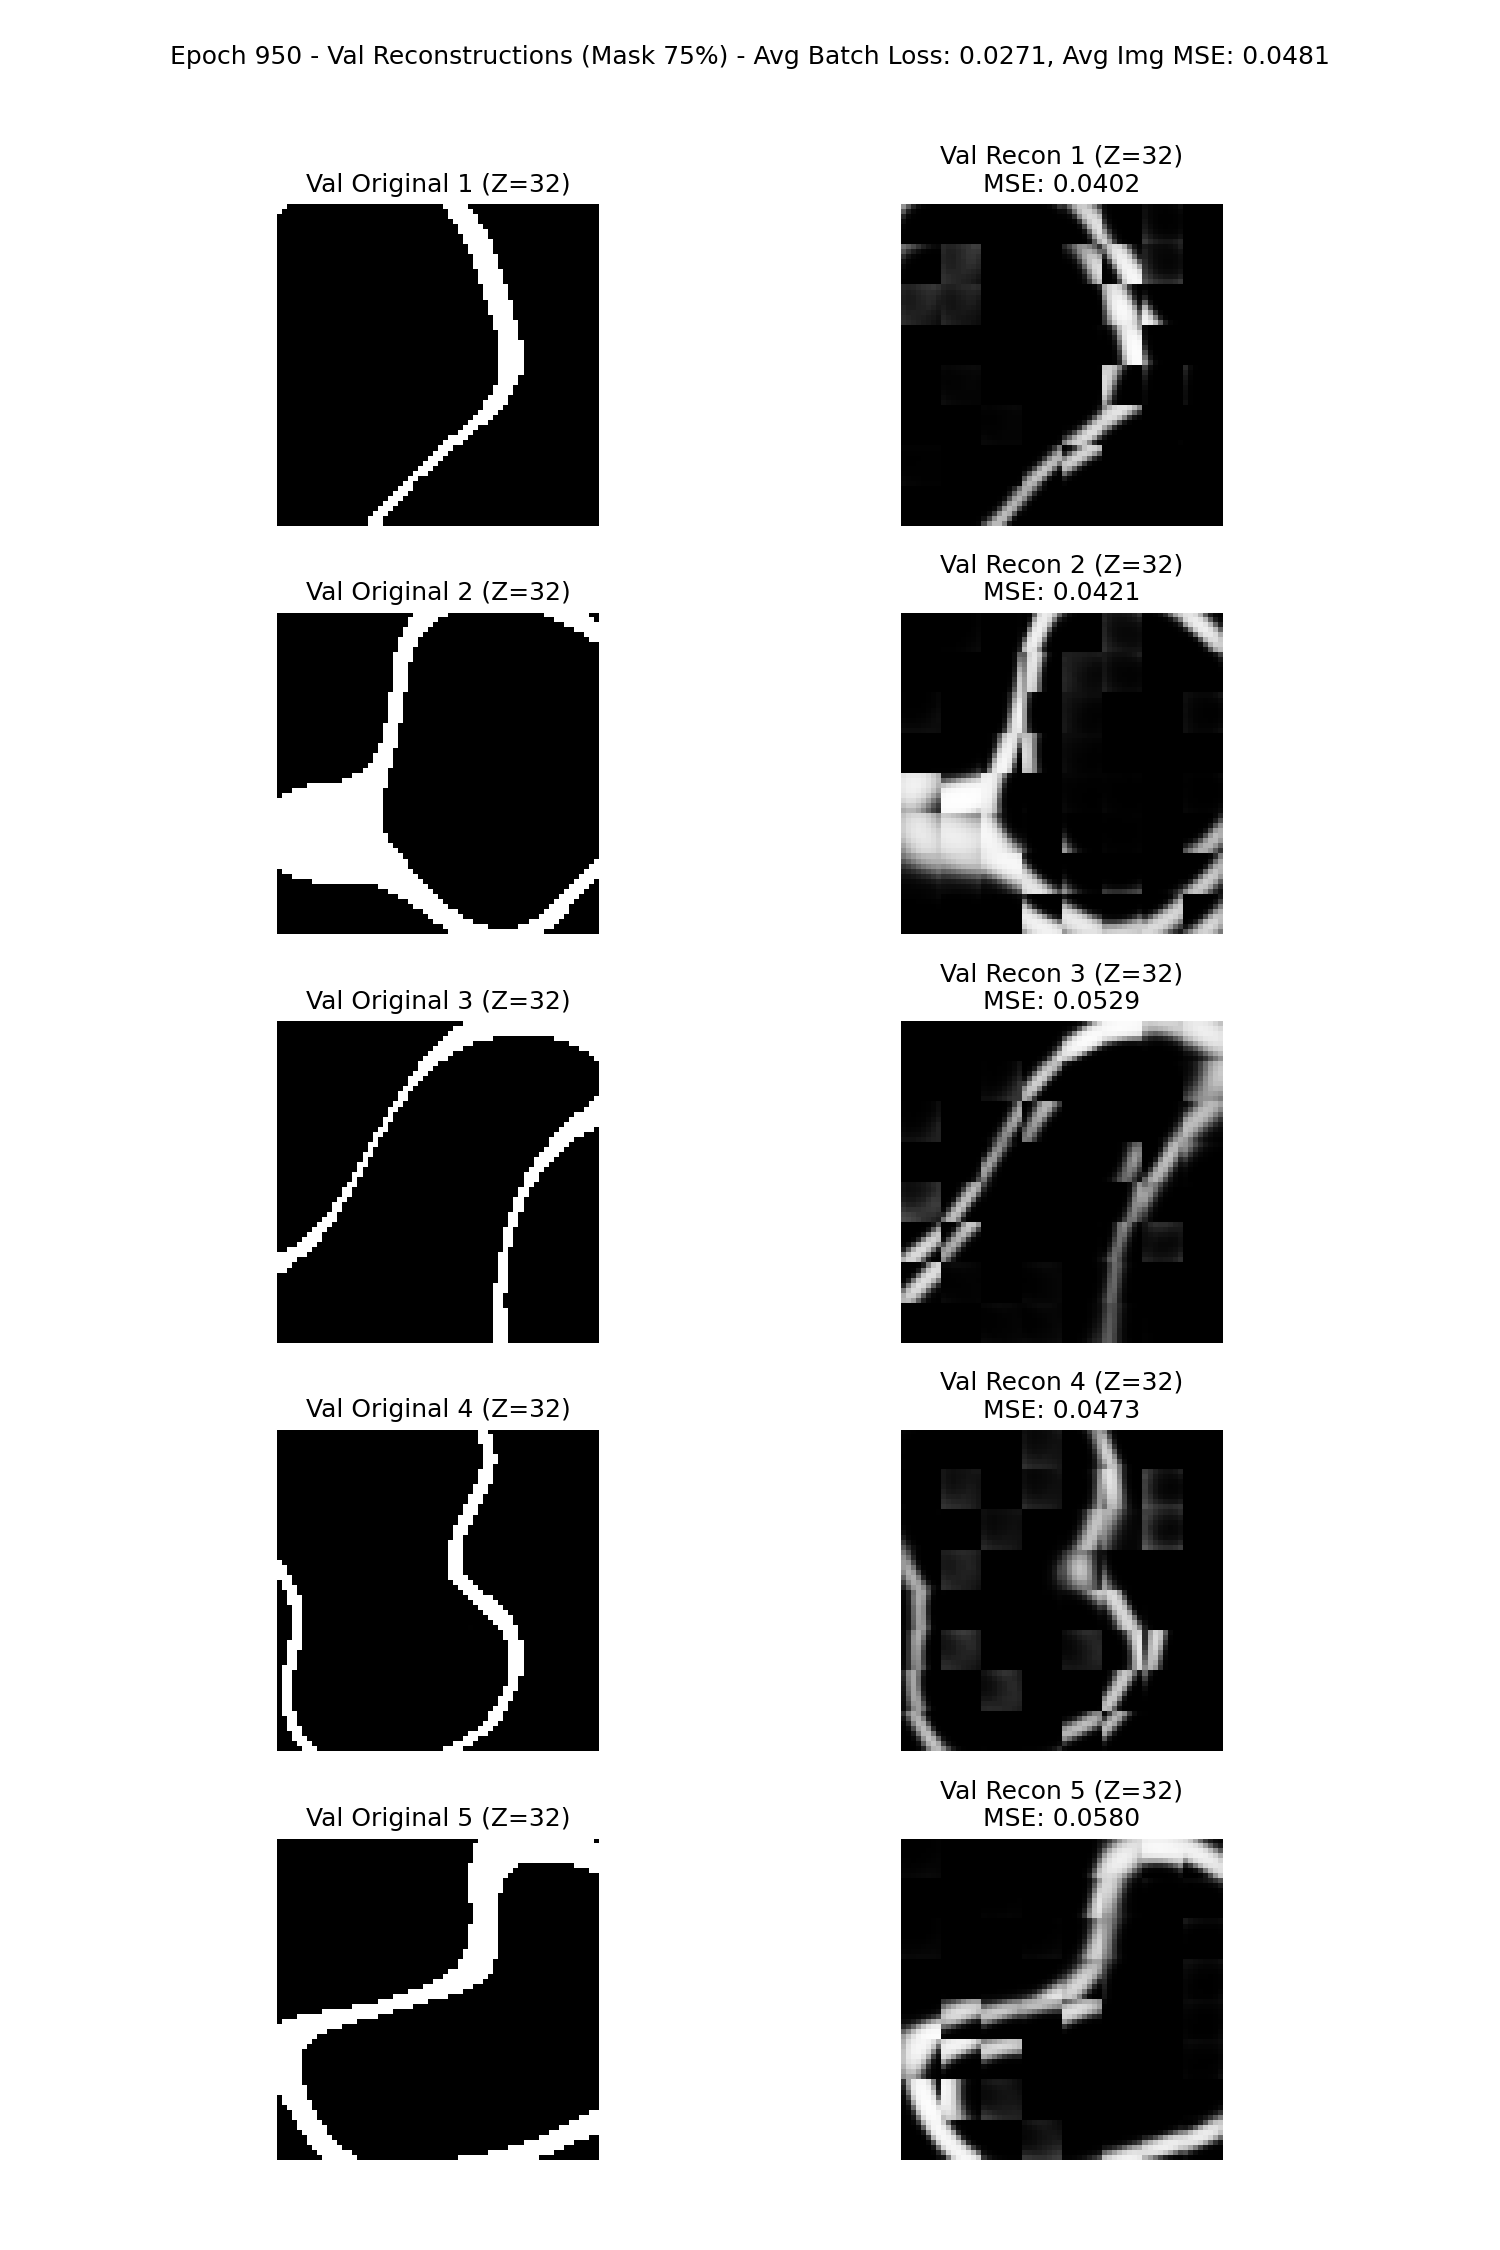 Epoch 950 - Val Reconstructions (Mask 75%) - Avg Batch Loss: 0.0271, Avg Img MSE: 0.0481
Val Original 1 (Z=32)
Val Recon 1 (Z=32)
MSE: 0.0402
Val Original 2 (Z=32)
Val Recon 2 (Z=32)
MSE: 0.0421
Val Original 3 (Z=32)
Val Recon 3 (Z=32)
MSE: 0.0529
Val Original 4 (Z=32)
Val Recon 4 (Z=32)
MSE: 0.0473
Val Original 5 (Z=32)
Val Recon 5 (Z=32)
MSE: 0.0580